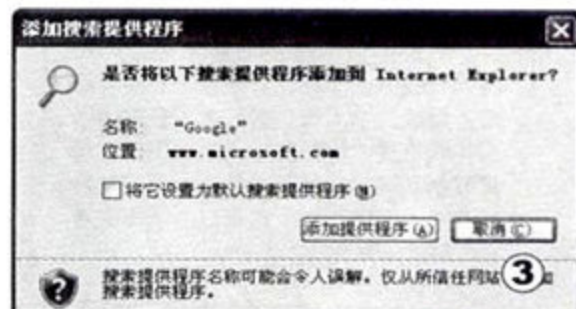 添加搜索提供程序
是否将以下搜索提供程序添加到 Internet Explorer?
名称: "Google"
位置: www.microsoft.com
将它设置为默认搜索提供程序(M)
添加提供程序(A) 取消(C)
搜索提供程序名称可能会令人误解。仅从所信任网站 加
搜索提供程序。
③